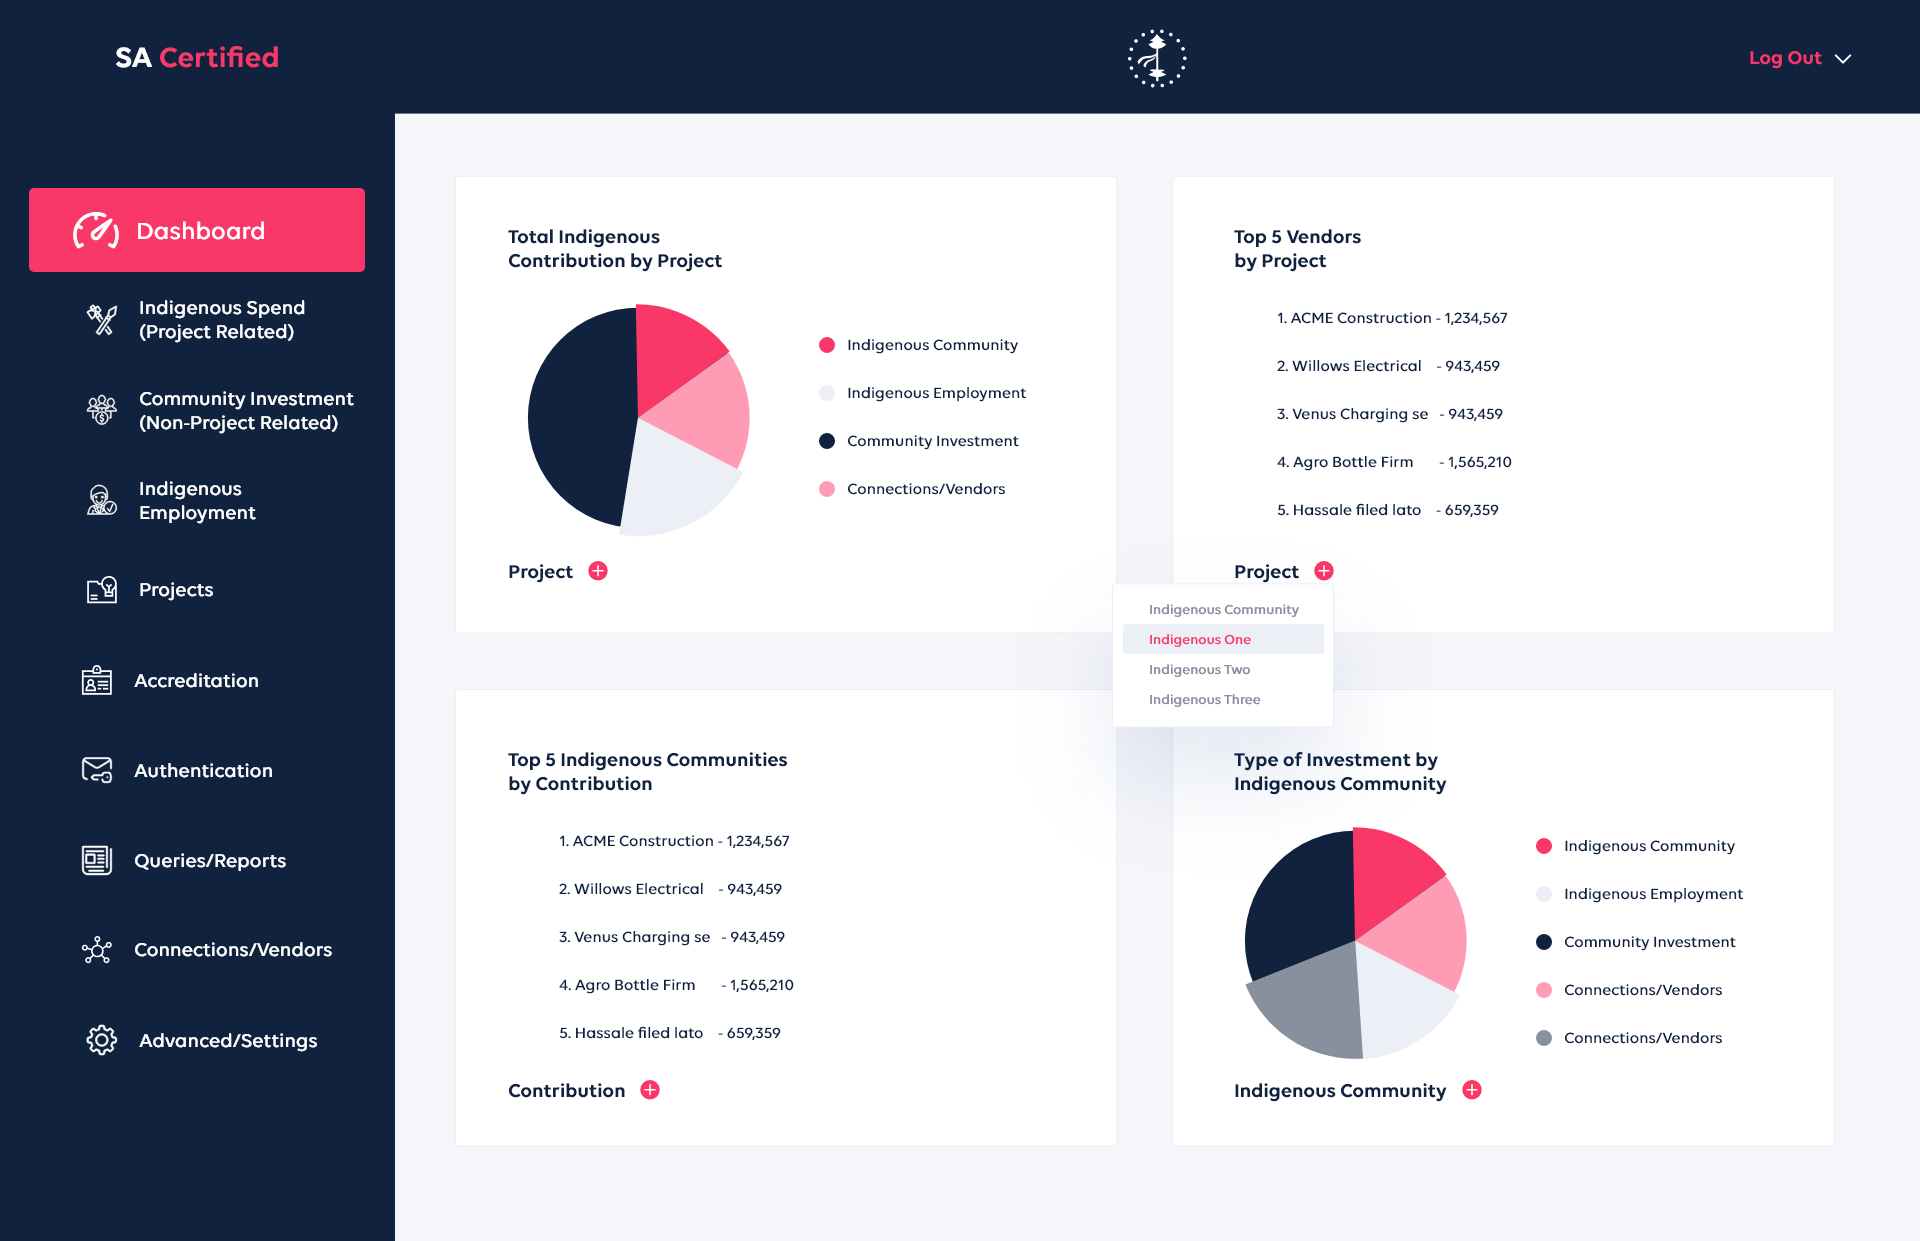 SA Certified
Log Out
Dashboard
Indigenous Spend
(Project Related)
Community Investment
(Non-Project Related)
Indigenous
Employment
Projects
Accreditation
Authentication
Queries/Reports
Connections/Vendors
Advanced/Settings
Total Indigenous
Contribution by Project
Indigenous Community
Indigenous Employment
Community Investment
Connections/Vendors
Project
Top 5 Vendors
by Project
1. ACME Construction - 1,234,567
2. Willows Electrical - 943,459
3. Venus Charging se - 943,459
4. Agro Bottle Firm - 1,565,210
5. Hassale filed lato - 659,359
Project
Indigenous Community
Indigenous One
Indigenous Two
Indigenous Three
Top 5 Indigenous Communities
by Contribution
1. ACME Construction - 1,234,567
2. Willows Electrical - 943,459
3. Venus Charging se - 943,459
4. Agro Bottle Firm - 1,565,210
5. Hassale filed lato - 659,359
Contribution
Type of Investment by
Indigenous Community
Indigenous Community
Indigenous Employment
Community Investment
Connections/Vendors
Connections/Vendors
Indigenous Community